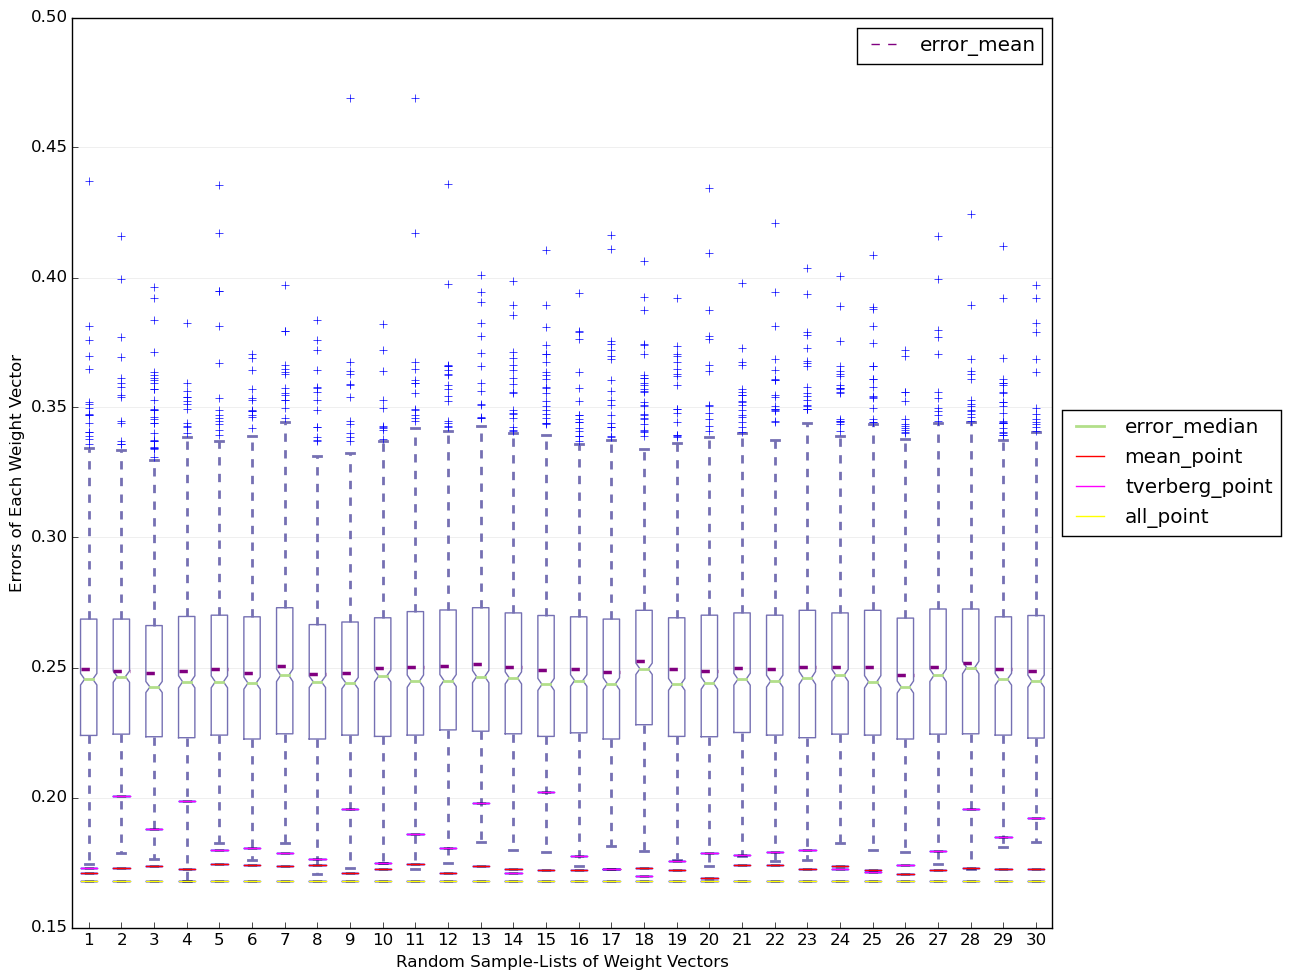 0.50
error_mean
0.45
0.40
0.35
0.30
0.25
0.20
0.15
Errors of Each Weight Vector
error_median
mean_point
tverberg_point
all_point
1 2 3 4 5 6 7 8 9 10 11 12 13 14 15 16 17 18 19 20 21 22 23 24 25 26 27 28 29 30
Random Sample-Lists of Weight Vectors